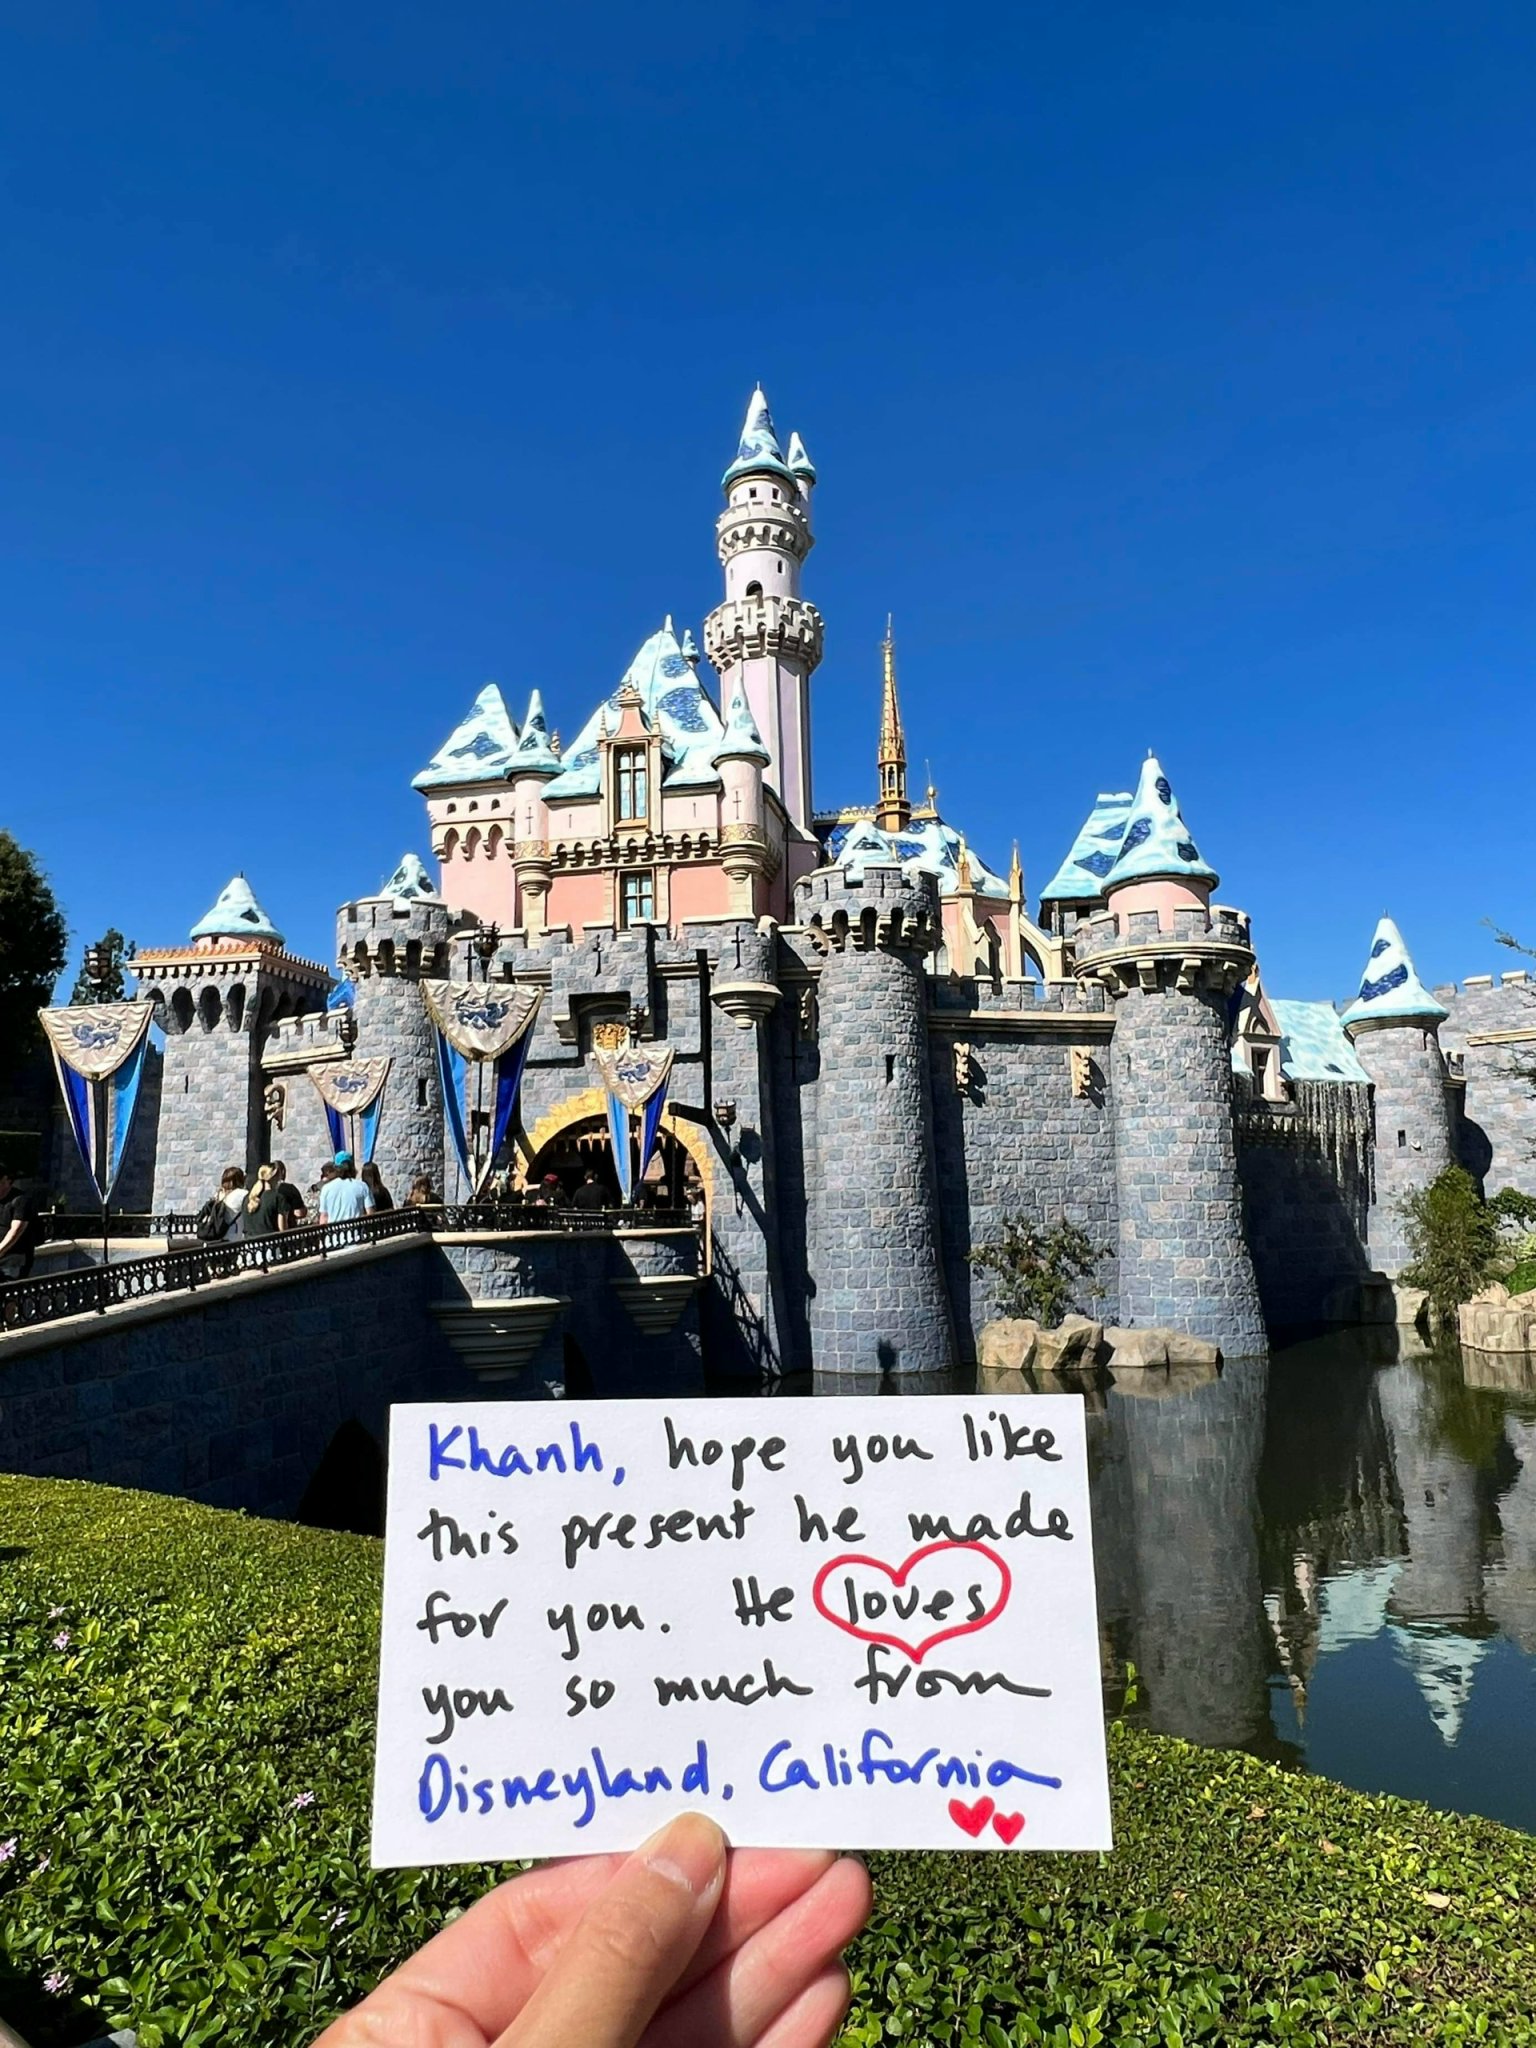 Khanh, hope you like
this present he made
for you. He loves
you so much from
Disneyland, California